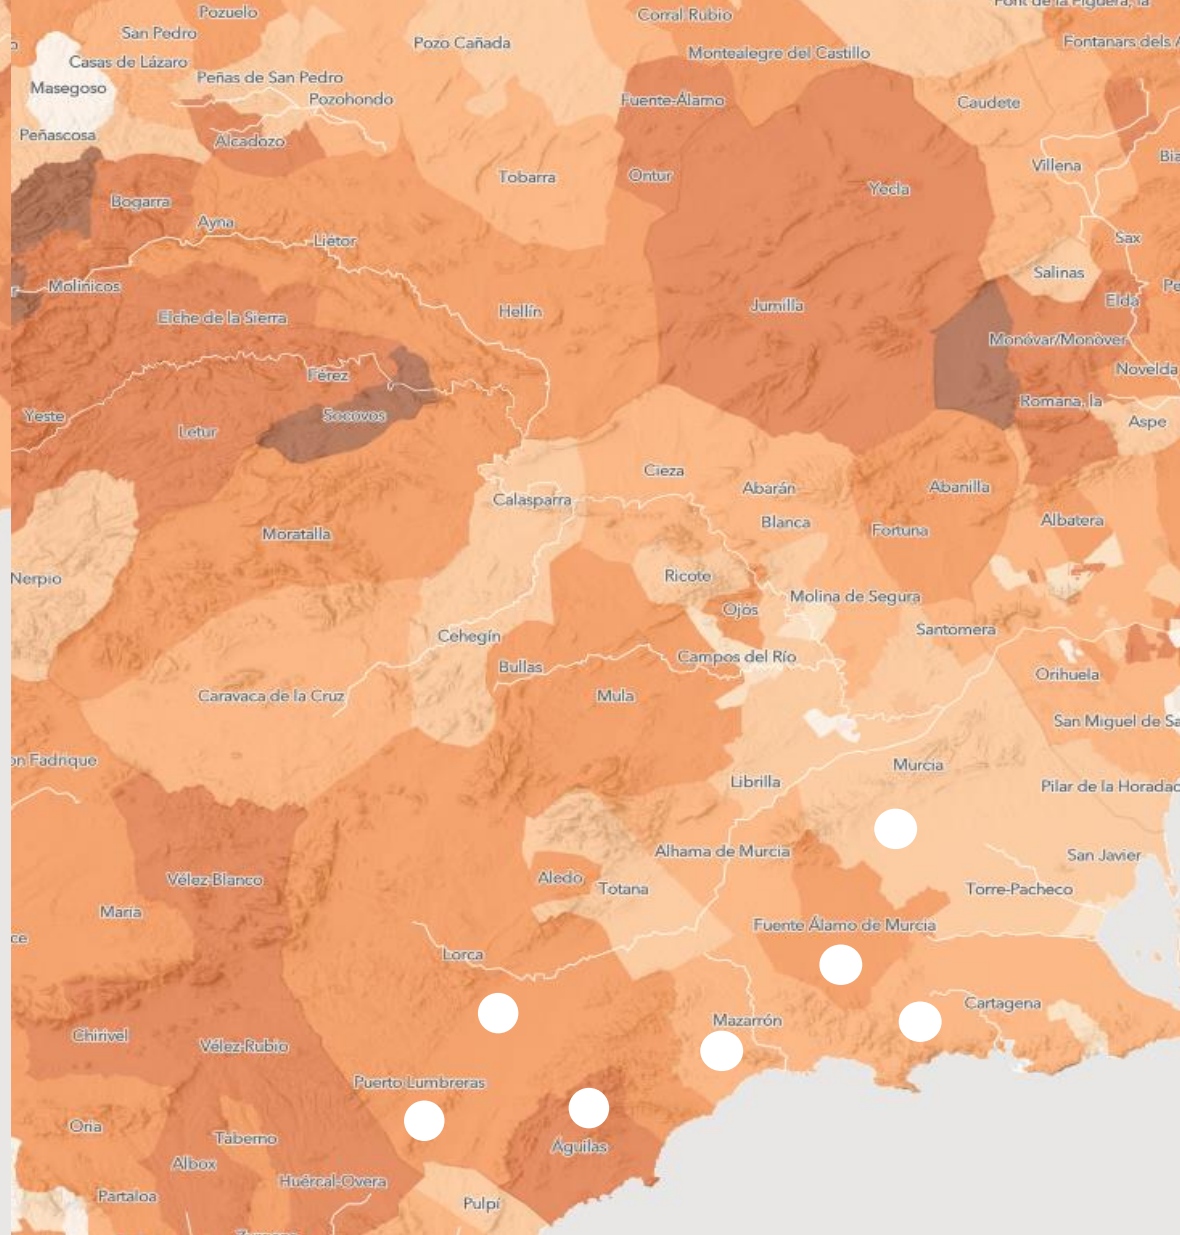 Pozuelo
Corral Rubio
San Pedro
Pozo Cañada
Fontanars dels A
Montealegre del Castillo
Casas de Lázaro
Peñas de San Pedro
Masegoso
Pozohondo
Fuente-Álamo
Caudete
Peñascosa
Alcadozo
Villena
Bia
Tobarra
Ontur
Yecla
Bogarra
Ayna
Liétor
Sax
Salinas
Molinicos
Elda
Pe
Jumilla
Hellín
Elche de la Sierra
Monóvar/Monòver
Novelda
Férez
Romana, la
Yeste
Socovos
Aspe
Letur
Cieza
Abarán
Abanilla
Calasparra
Blanca
Albatera
Moratalla
Fortuna
Nerpio
Ricote
Molina de Segura
Ojós
Santomera
Cehegín
Campos del Río
Bullas
Orihuela
Caravaca de la Cruz
Mula
San Miguel de Sa
on Fadrique
Murcia
Librilla
Pilar de la Horadad
Alhama de Murcia
San Javier
Vélez-Blanco
Aledo
Totana
Torre-Pacheco
María
Fuente Álamo de Murcia
ce
Lorca
Cartagena
Mazarrón
Chirivel
Vélez-Rubio
Puerto Lumbreras
Oria
Taberno
Águilas
Albox
Huércal-Overa
Partaloa
Pulpí